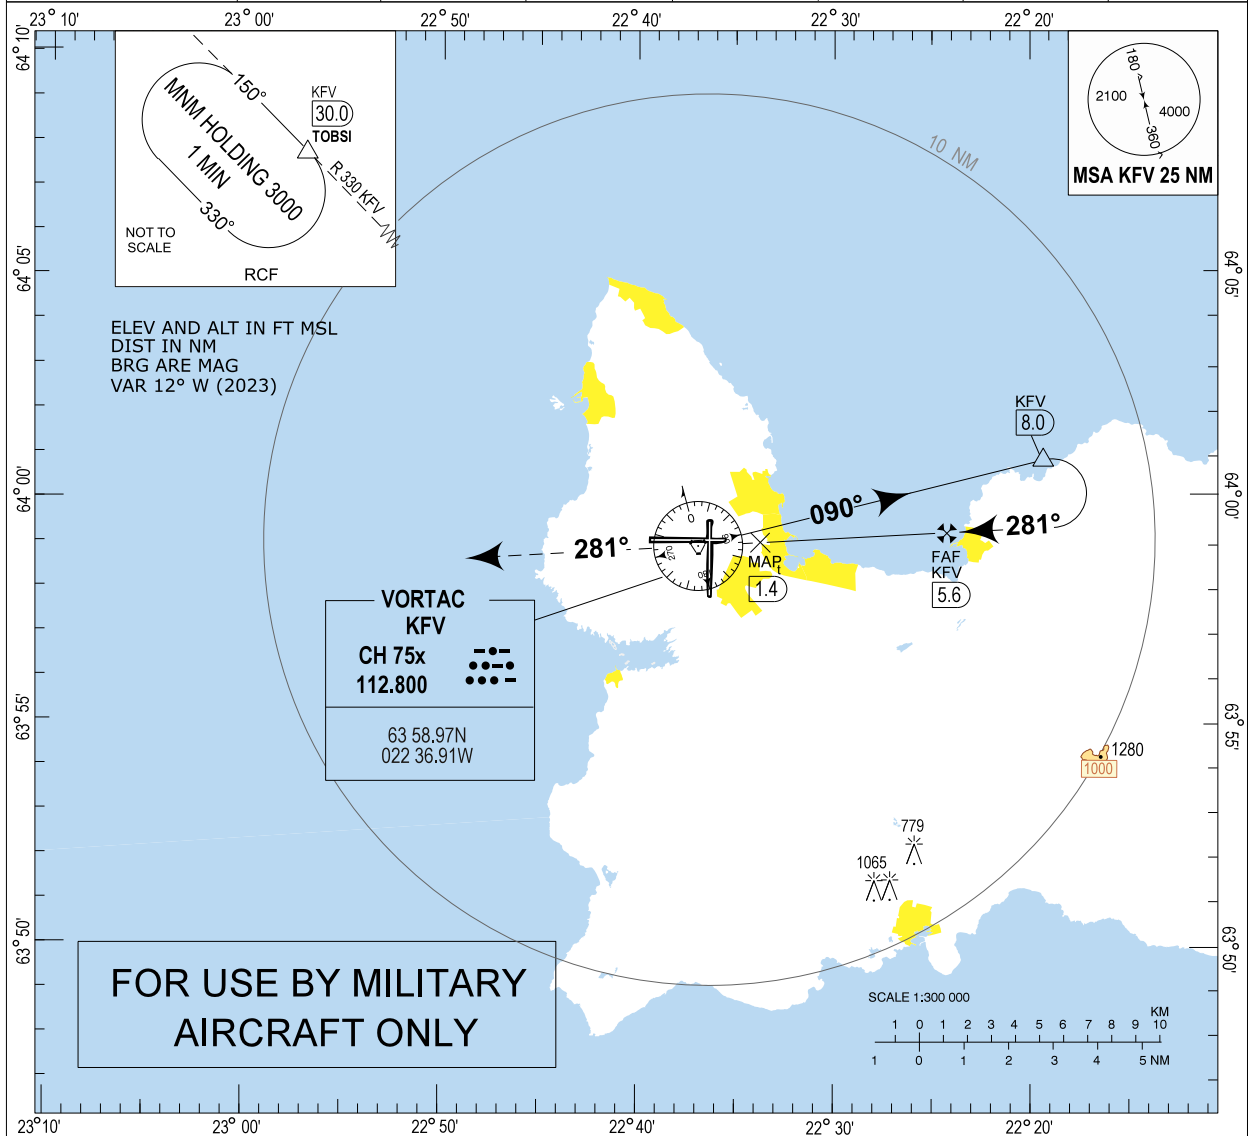 23° 10'
23° 00'
22° 50'
22° 40'
22° 30'
22° 20'
64° 10'
KFV
30.0
TOBSI
150°
MNM HOLDING 3000
1 MIN
330°
R 330 KFV
NOT TO
SCALE
RCF
10 NM
180
2100
4000
360
MSA KFV 25 NM
64° 05'
64° 05'
ELEV AND ALT IN FT MSL
DIST IN NM
BRG ARE MAG
VAR 12° W (2023)
KFV
8.0
64° 00'
64° 00'
090°
281°
281°
0
90
180
270
MAPt
1.4
FAF
KFV
5.6
VORTAC
KFV
CH 75x
112.800
63 58.97N
022 36.91W
63° 55'
63° 55'
1280
1000
779
1065
63° 50'
63° 50'
FOR USE BY MILITARY
AIRCRAFT ONLY
SCALE 1:300 000
KM
1 0 1 2 3 4 5 6 7 8 9 10
1 0 1 2 3 4 5 NM
23° 10'
23° 00'
22° 50'
22° 40'
22° 30'
22° 20'